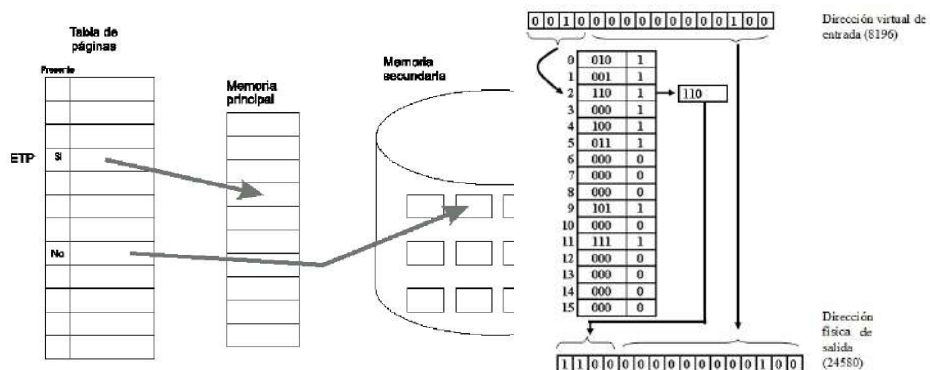 Tabla de
páginas
Presente
ETP
Si
No
Memoria
principal
Memoria
secundaria
0 0 1 0 0 0 0 0 0 0 0 0 0 1 0 0
Dirección virtual de
entrada (8196)
0 010 1
1 001 1
2 110 1
110
3 000 1
4 100 1
5 011 1
6 000 0
7 000 0
8 000 0
9 101 1
10 000 0
11 111 1
12 000 0
13 000 0
14 000 0
15 000 0
1 1 0 0 0 0 0 0 0 0 0 0 1 0 0
Dirección
física de
salida
(24580)